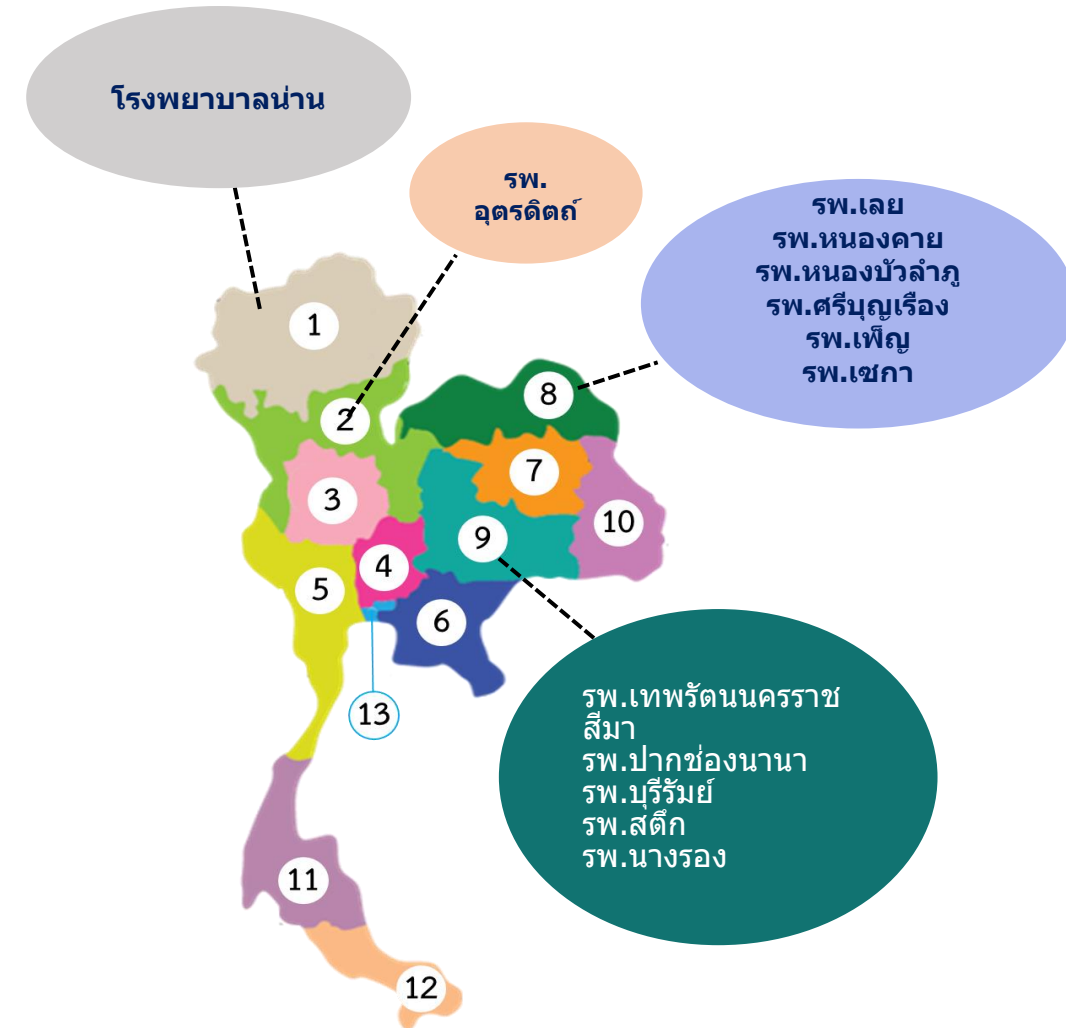 โรงพยาบาลน่าน
รพ.
อุตรดิตถ์
รพ.เลย
รพ.หนองคาย
รพ.หนองบัวลำภู
รพ.ศรีบุญเรือง
รพ.เพ็ญ
รพ.เซกา
1
8
2
7
3
10
9
4
5
6
13
รพ.เทพรัตนนครราช
สีมา
รพ.ปากช่องนานา
รพ.บุรีรัมย์
รพ.สตึก
รพ.นางรอง
11
12